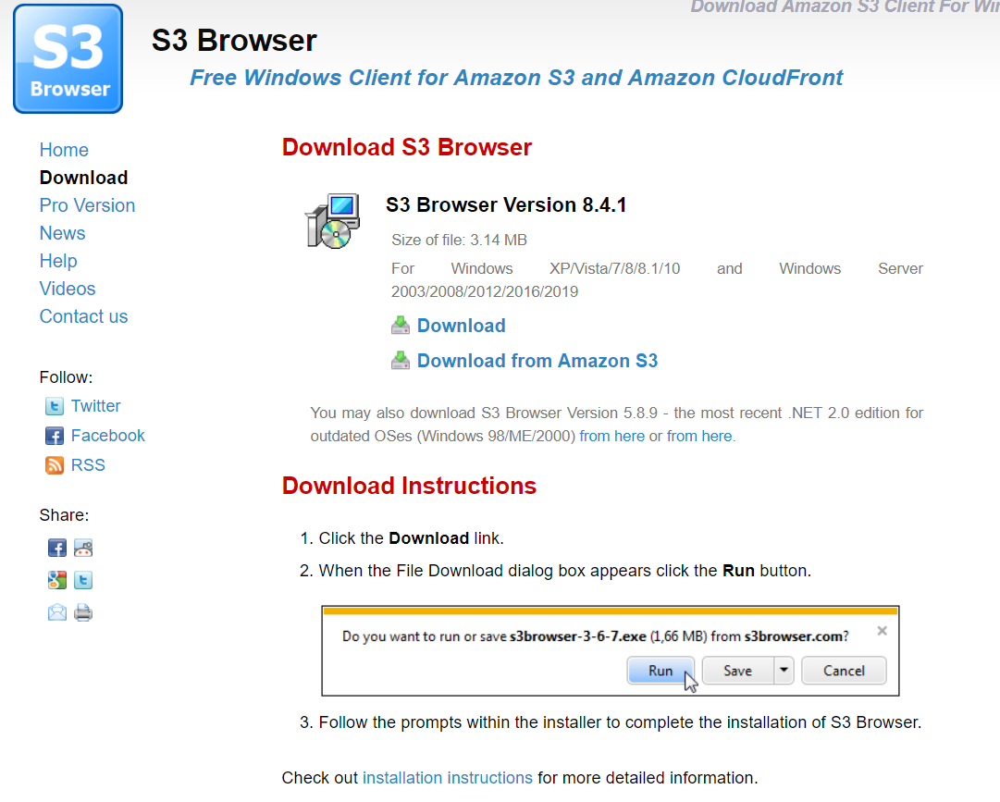 Download Amazon S3 Client For Wi
S3
Browser
S3 Browser
Free Windows Client for Amazon S3 and Amazon CloudFront
Home
Download
Pro Version
News
Help
Videos
Contact us
Follow:
Twitter
Facebook
RSS
Share:
Download S3 Browser
S3 Browser Version 8.4.1
Size of file: 3.14 MB
For Windows XP/Vista/7/8/8.1/10 and Windows Server
2003/2008/2012/2016/2019
Download
Download from Amazon S3
You may also download S3 Browser Version 5.8.9 - the most recent .NET 2.0 edition for
outdated OSes (Windows 98/ME/2000) from here or from here.
Download Instructions
1. Click the Download link.
2. When the File Download dialog box appears click the Run button.
Do you want to run or save s3browser-3-6-7.exe (1,66 MB) from s3browser.com?
Run Save Cancel
3. Follow the prompts within the installer to complete the installation of S3 Browser.
Check out installation instructions for more detailed information.